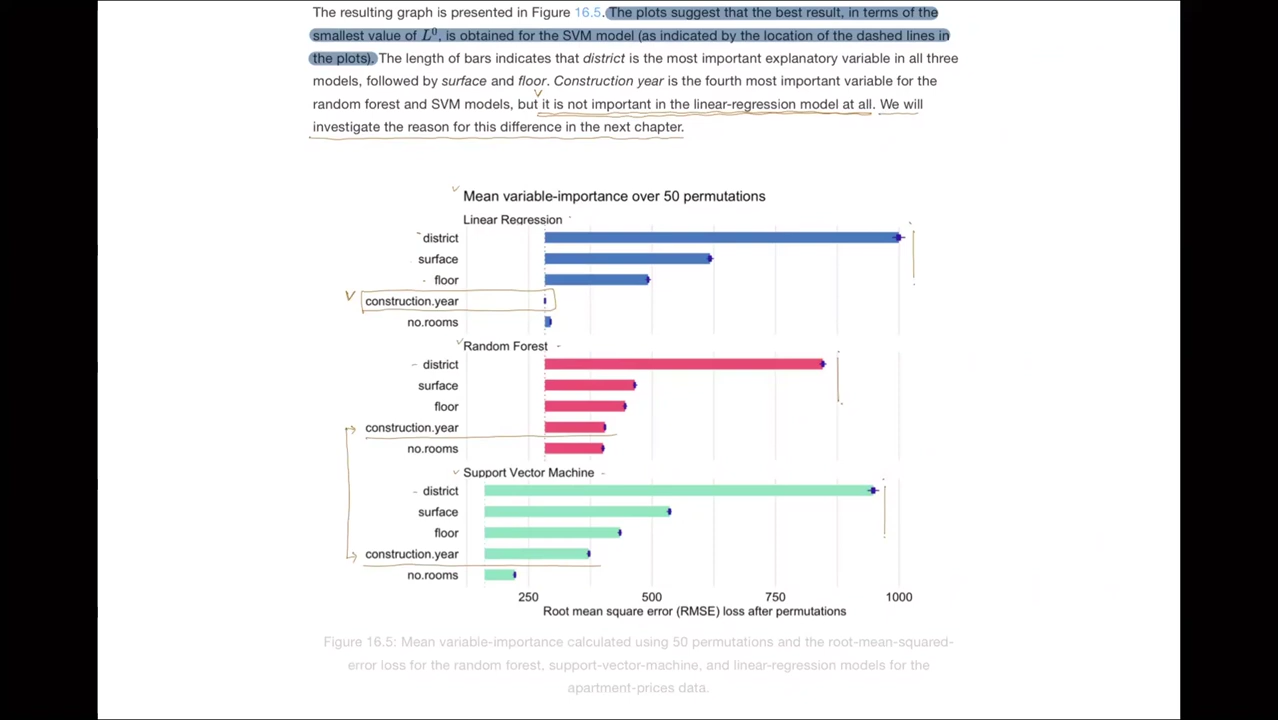 The resulting graph is presented in Figure 16.5. The plots suggest that the best result, in terms of the
smallest value of L⁰, is obtained for the SVM model (as indicated by the location of the dashed lines in
the plots). The length of bars indicates that district is the most important explanatory variable in all three
models, followed by surface and floor. Construction year is the fourth most important variable for the
random forest and SVM models, but it is not important in the linear-regression model at all. We will
investigate the reason for this difference in the next chapter.
Mean variable-importance over 50 permutations
Linear Regression
district
surface
floor
construction.year
no.rooms
Random Forest
district
surface
floor
construction.year
no.rooms
Support Vector Machine
district
surface
floor
construction.year
no.rooms
250 500 750 1000
Root mean square error (RMSE) loss after permutations
Figure 16.5: Mean variable-importance calculated using 50 permutations and the root-mean-squared-
error loss for the random forest, support-vector-machine, and linear-regression models for the
apartment-prices data.